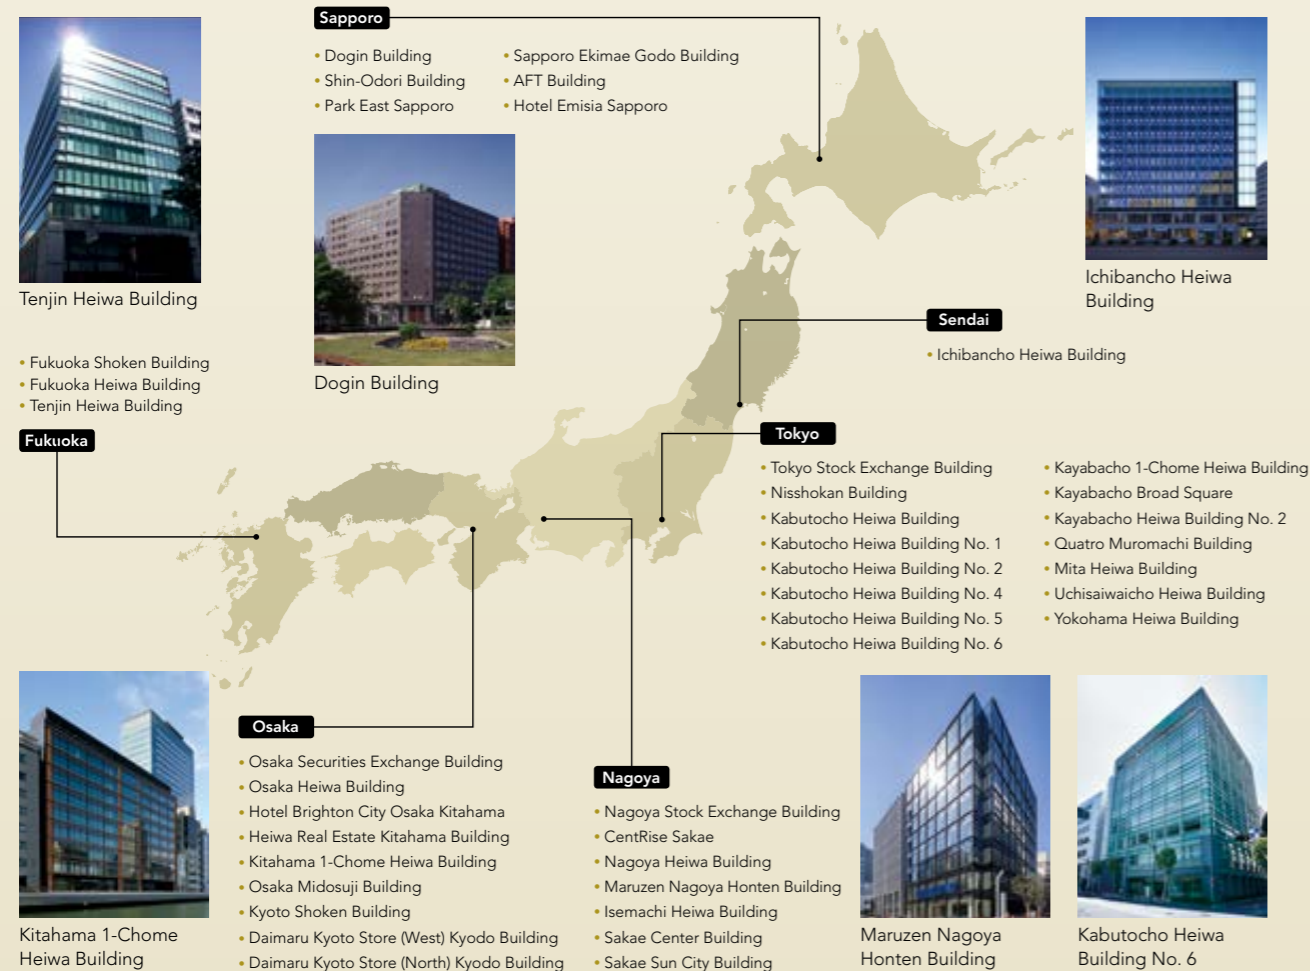 Sapporo
• Dogin Building
• Shin-Odori Building
• Park East Sapporo
• Sapporo Ekimae Godo Building
• AFT Building
• Hotel Emisia Sapporo
Tenjin Heiwa Building
Dogin Building
Ichibancho Heiwa
Building
Sendai
• Ichibancho Heiwa Building
• Fukuoka Shoken Building
• Fukuoka Heiwa Building
• Tenjin Heiwa Building
Fukuoka
Tokyo
• Tokyo Stock Exchange Building
• Nisshokan Building
• Kabutocho Heiwa Building
• Kabutocho Heiwa Building No. 1
• Kabutocho Heiwa Building No. 2
• Kabutocho Heiwa Building No. 4
• Kabutocho Heiwa Building No. 5
• Kabutocho Heiwa Building No. 6
• Kayabacho 1-Chome Heiwa Building
• Kayabacho Broad Square
• Kayabacho Heiwa Building No. 2
• Quatro Muromachi Building
• Mita Heiwa Building
• Uchisaiwaicho Heiwa Building
• Yokohama Heiwa Building
Kitahama 1-Chome
Heiwa Building
Osaka
• Osaka Securities Exchange Building
• Osaka Heiwa Building
• Hotel Brighton City Osaka Kitahama
• Heiwa Real Estate Kitahama Building
• Kitahama 1-Chome Heiwa Building
• Osaka Midosuji Building
• Kyoto Shoken Building
• Daimaru Kyoto Store (West) Kyodo Building
• Daimaru Kyoto Store (North) Kyodo Building
Nagoya
• Nagoya Stock Exchange Building
• CentRise Sakae
• Nagoya Heiwa Building
• Maruzen Nagoya Honten Building
• Isemachi Heiwa Building
• Sakae Center Building
• Sakae Sun City Building
Maruzen Nagoya
Honten Building
Kabutocho Heiwa
Building No. 6